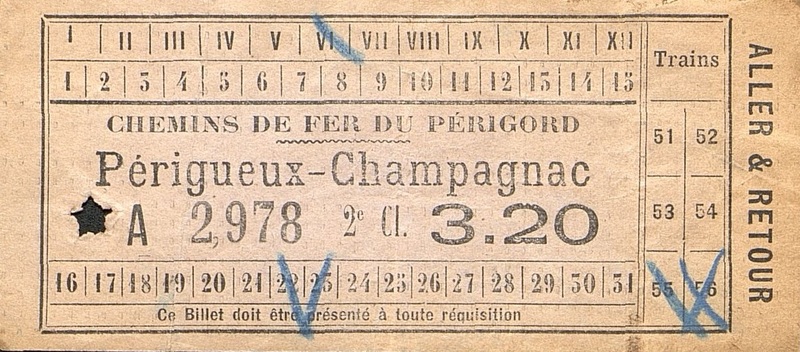 I II III IV V VI VII VIII IX X XI XII
1 2 3 4 5 6 7 8 9 10 11 12 13 14 15
CHEMINS DE FER DU PÉRIGORD
Périgueux-Champagnac
A 2,978 2e Cl. 3.20
16 17 18 19 20 21 22 23 24 25 26 27 28 29 30 31
Ce Billet doit être présenté à toute réquisition
Trains
51 52
53 54
55 56
ALLER & RETOUR